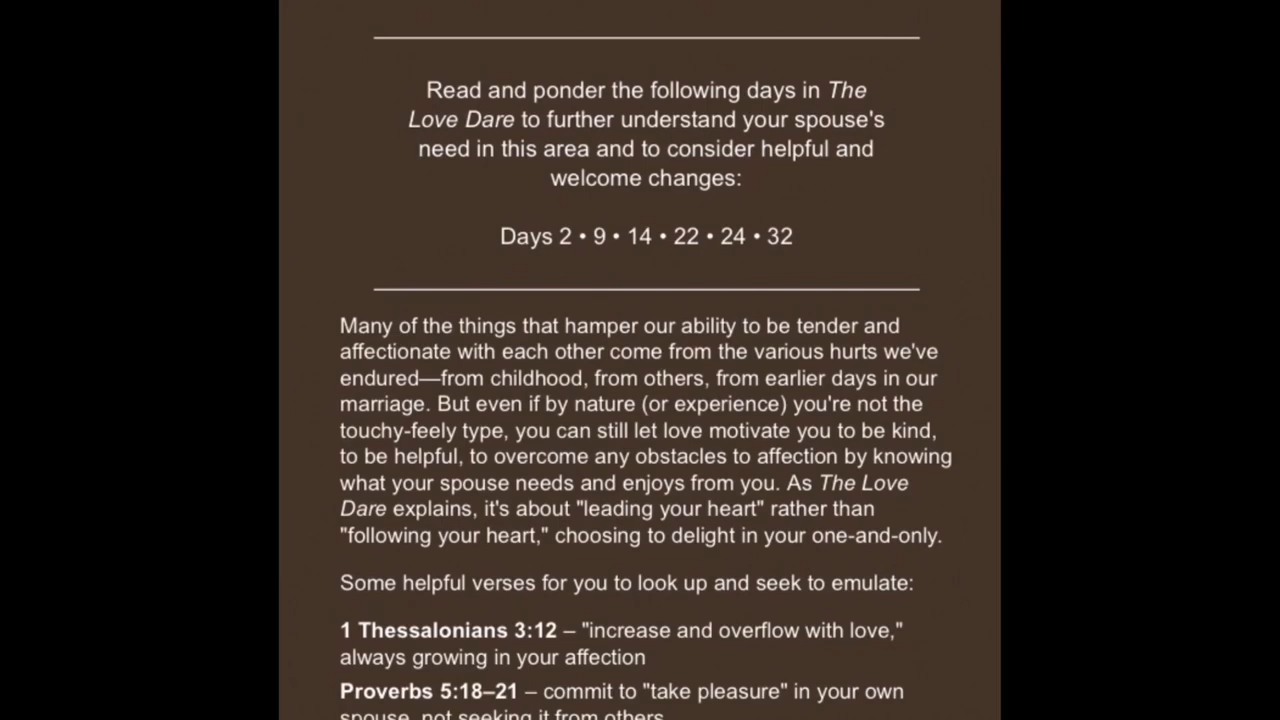 Read and ponder the following days in The
Love Dare to further understand your spouse's
need in this area and to consider helpful and
welcome changes:
Days 2 • 9 • 14 • 22 • 24 • 32
Many of the things that hamper our ability to be tender and
affectionate with each other come from the various hurts we've
endured—from childhood, from others, from earlier days in our
marriage. But even if by nature (or experience) you're not the
touchy-feely type, you can still let love motivate you to be kind,
to be helpful, to overcome any obstacles to affection by knowing
what your spouse needs and enjoys from you. As The Love
Dare explains, it's about "leading your heart" rather than
"following your heart," choosing to delight in your one-and-only.
Some helpful verses for you to look up and seek to emulate:
1 Thessalonians 3:12 – "increase and overflow with love,"
always growing in your affection
Proverbs 5:18–21 – commit to "take pleasure" in your own
spouse, not seeking it from others